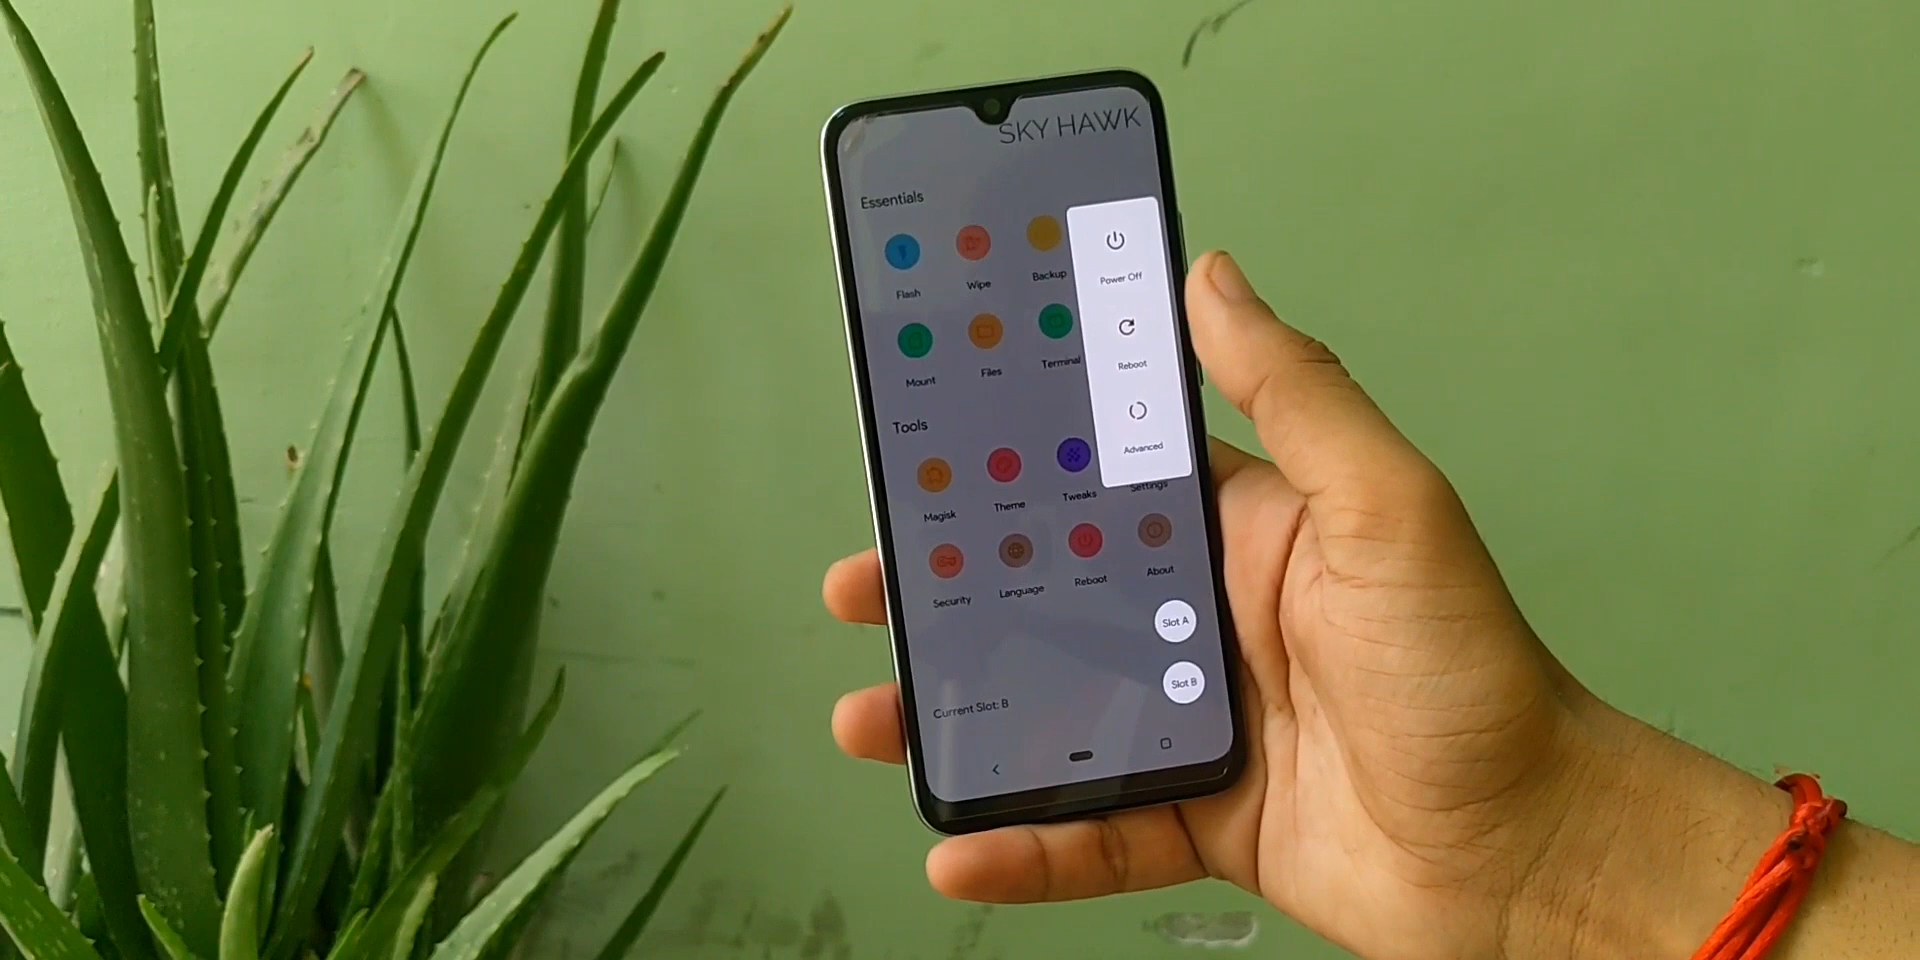 SKY HAWK
Essentials
Flash
Wipe
Backup
Mount
Files
Terminal
Power Off
Reboot
Advanced
Tools
Magisk
Theme
Tweaks
Settings
Security
Language
Reboot
About
Slot A
Slot B
Current Slot: B